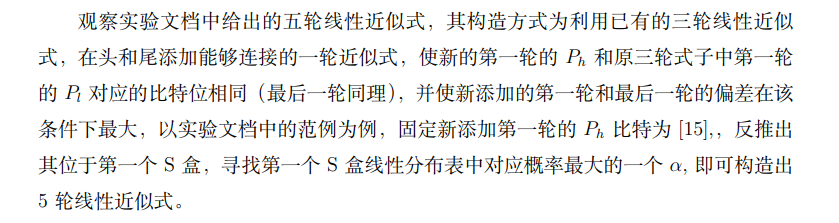 观察实验文档中给出的五轮线性近似式，其构造方式为利用已有的三轮线性近似
式，在头和尾添加能够连接的一轮近似式，使新的第一轮的 Ph 和原三轮式子中第一轮
的 Pl 对应的比特位相同（最后一轮同理），并使新添加的第一轮和最后一轮的偏差在该
条件下最大，以实验文档中的范例为例，固定新添加第一轮的 Ph 比特为 [15],，反推出
其位于第一个 S 盒，寻找第一个 S 盒线性分布表中对应概率最大的一个 α, 即可构造出
5 轮线性近似式。